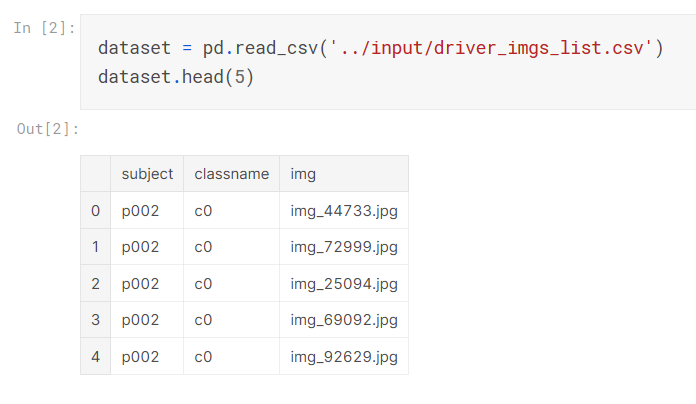 In [2]:
dataset = pd.read_csv('../input/driver_imgs_list.csv')
dataset.head(5)
Out[2]:
subject classname img
0 p002 c0 img_44733.jpg
1 p002 c0 img_72999.jpg
2 p002 c0 img_25094.jpg
3 p002 c0 img_69092.jpg
4 p002 c0 img_92629.jpg